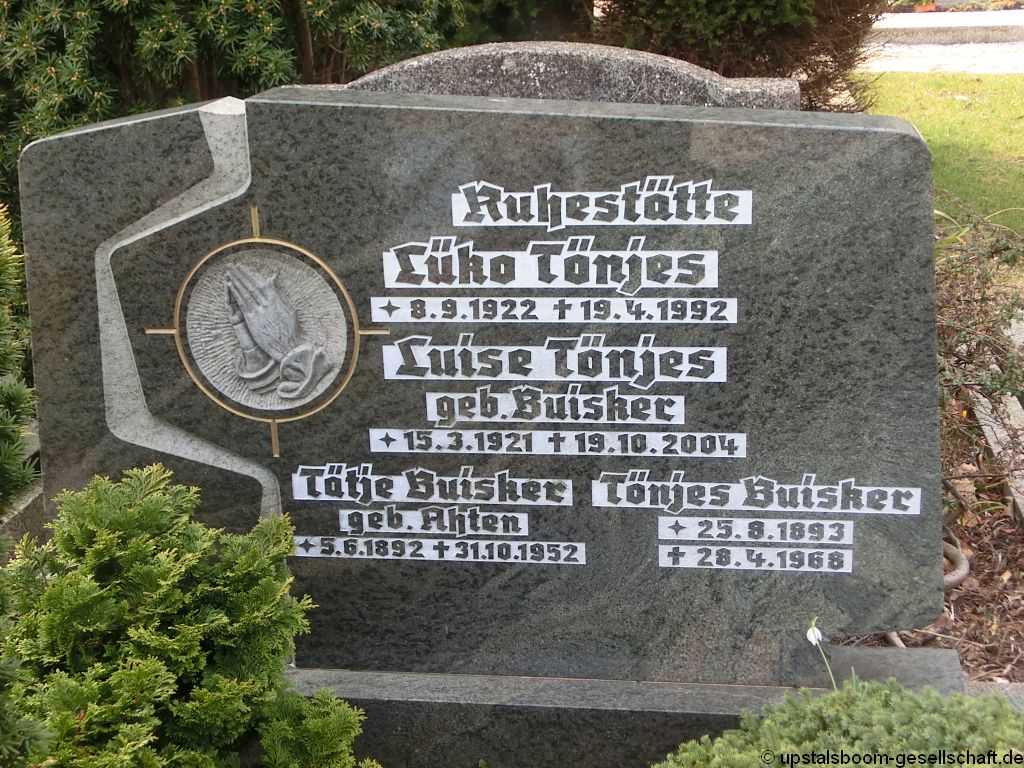 Ruhestätte
Lüko Tönjes
✦ 8.9.1922 ✝ 19.4.1992
Luise Tönjes
geb. Buisker
✦ 15.3.1921 ✝ 19.10.2004
Tätje Buisker
geb. Ahten
✦ 5.6.1892 ✝ 31.10.1952
Tönjes Buisker
✦ 25.8.1893
✝ 28.4.1968
© upstalsboom-gesellschaft.de